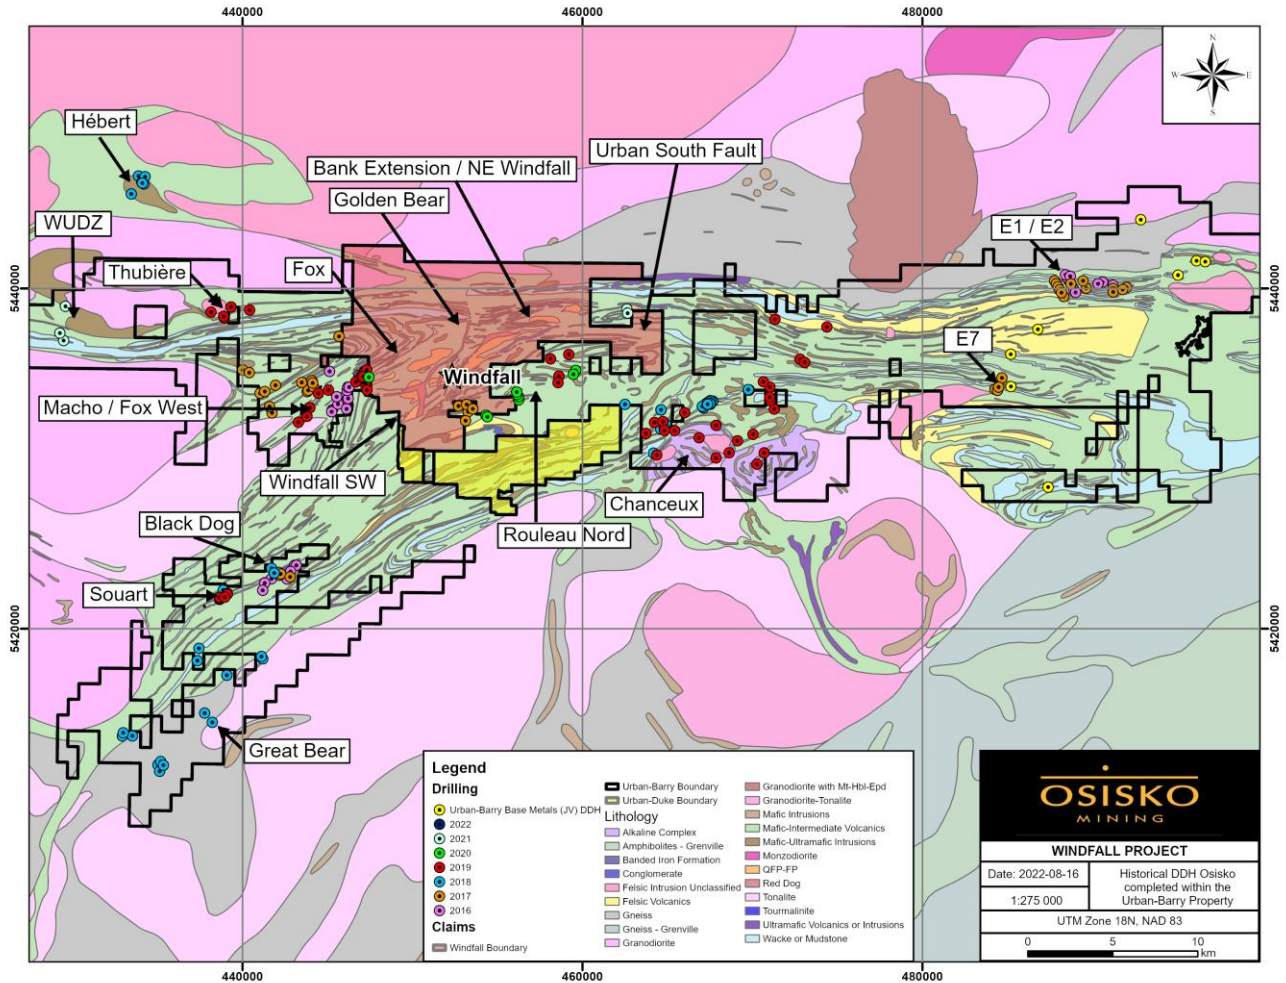 440000
460000
480000
N
W
E
S
Hébert
Bank Extension / NE Windfall
Urban South Fault
Golden Bear
WUDZ
E1 / E2
Thubière
Fox
5440000
5440000
E7
Windfall
Macho / Fox West
Windfall SW
Chanceux
Black Dog
Rouleau Nord
Souart
5420000
5420000
Great Bear
Legend
Drilling
Urban-Barry Base Metals (JV) DDH
2022
2021
2020
2019
2018
2017
2016
Claims
Windfall Boundary
Urban-Barry Boundary
Urban-Duke Boundary
Lithology
Alkaline Complex
Amphibolites - Grenville
Banded Iron Formation
Conglomerate
Felsic Intrusion Unclassified
Felsic Volcanics
Gneiss
Gneiss - Grenville
Granodiorite
Granodiorite with Mt-Hbl-Epd
Granodiorite-Tonalite
Mafic Intrusions
Mafic-Intermediate Volcanics
Mafic-Ultramafic Intrusions
Monzodiorite
QFP-FP
Red Dog
Tonalite
Tourmalinite
Ultramafic Volcanics or Intrusions
Wacke or Mudstone
OSISKO
MINING
WINDFALL PROJECT
Date: 2022-08-16
1:275 000
Historical DDH Osisko
completed within the
Urban-Barry Property
UTM Zone 18N, NAD 83
0
5
10
km
440000
460000
480000